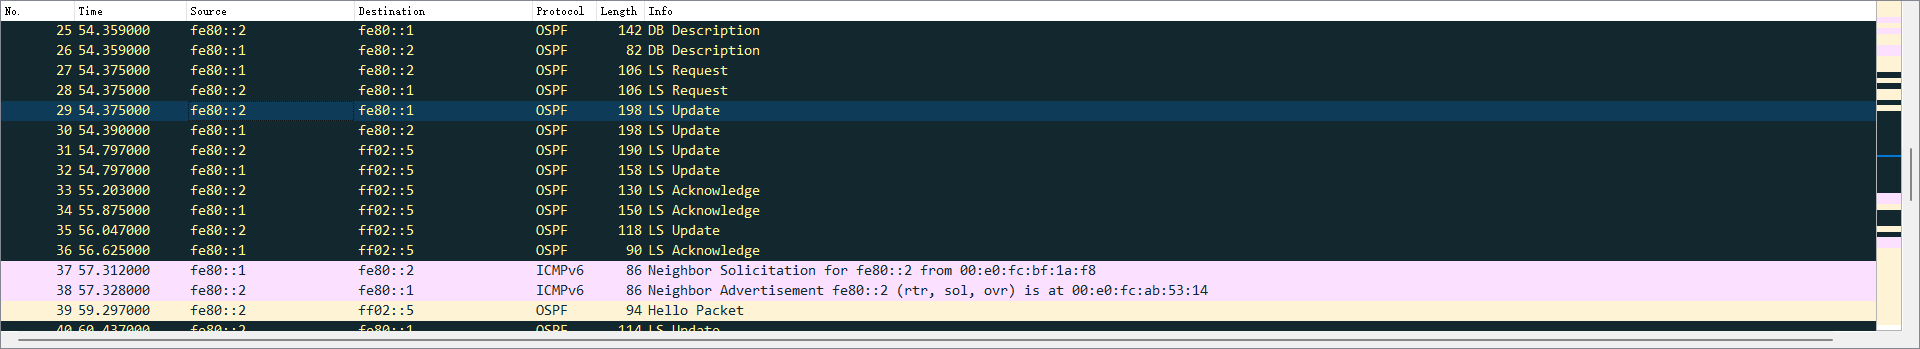 No. Time Source Destination Protocol Length Info
25 54.359000 fe80::2 fe80::1 OSPF 142 DB Description
26 54.359000 fe80::1 fe80::2 OSPF 82 DB Description
27 54.375000 fe80::1 fe80::2 OSPF 106 LS Request
28 54.375000 fe80::2 fe80::1 OSPF 106 LS Request
29 54.375000 fe80::2 fe80::1 OSPF 198 LS Update
30 54.390000 fe80::1 fe80::2 OSPF 198 LS Update
31 54.797000 fe80::2 ff02::5 OSPF 190 LS Update
32 54.797000 fe80::1 ff02::5 OSPF 158 LS Update
33 55.203000 fe80::2 ff02::5 OSPF 130 LS Acknowledge
34 55.875000 fe80::1 ff02::5 OSPF 150 LS Acknowledge
35 56.047000 fe80::2 ff02::5 OSPF 118 LS Update
36 56.625000 fe80::1 ff02::5 OSPF 90 LS Acknowledge
37 57.312000 fe80::1 fe80::2 ICMPv6 86 Neighbor Solicitation for fe80::2 from 00:e0:fc:bf:1a:f8
38 57.328000 fe80::2 fe80::1 ICMPv6 86 Neighbor Advertisement fe80::2 (rtr, sol, ovr) is at 00:e0:fc:ab:53:14
39 59.297000 fe80::2 ff02::5 OSPF 94 Hello Packet
40 60.437000 fe80::2 fe80::1 OSPF 114 LS Update